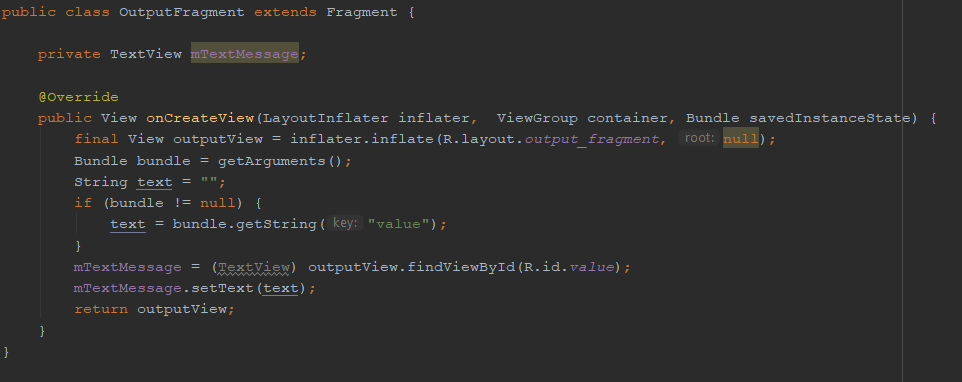 public class OutputFragment extends Fragment {
private TextView mTextMessage;
@Override
public View onCreateView(LayoutInflater inflater,  ViewGroup container, Bundle savedInstanceState) {
final View outputView = inflater.inflate(R.layout.output_fragment, root: null);
Bundle bundle = getArguments();
String text = "";
if (bundle != null) {
text = bundle.getString( key: "value");
}
mTextMessage = (TextView) outputView.findViewById(R.id.value);
mTextMessage.setText(text);
return outputView;
}
}